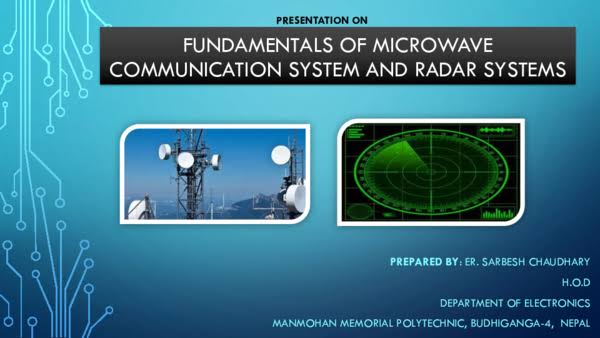 PRESENTATION ON
FUNDAMENTALS OF MICROWAVE
COMMUNICATION SYSTEM AND RADAR SYSTEMS
PREPARED BY: ER. SARBESH CHAUDHARY
H.O.D
DEPARTMENT OF ELECTRONICS
MANMOHAN MEMORIAL POLYTECHNIC, BUDHIGANGA-4, NEPAL